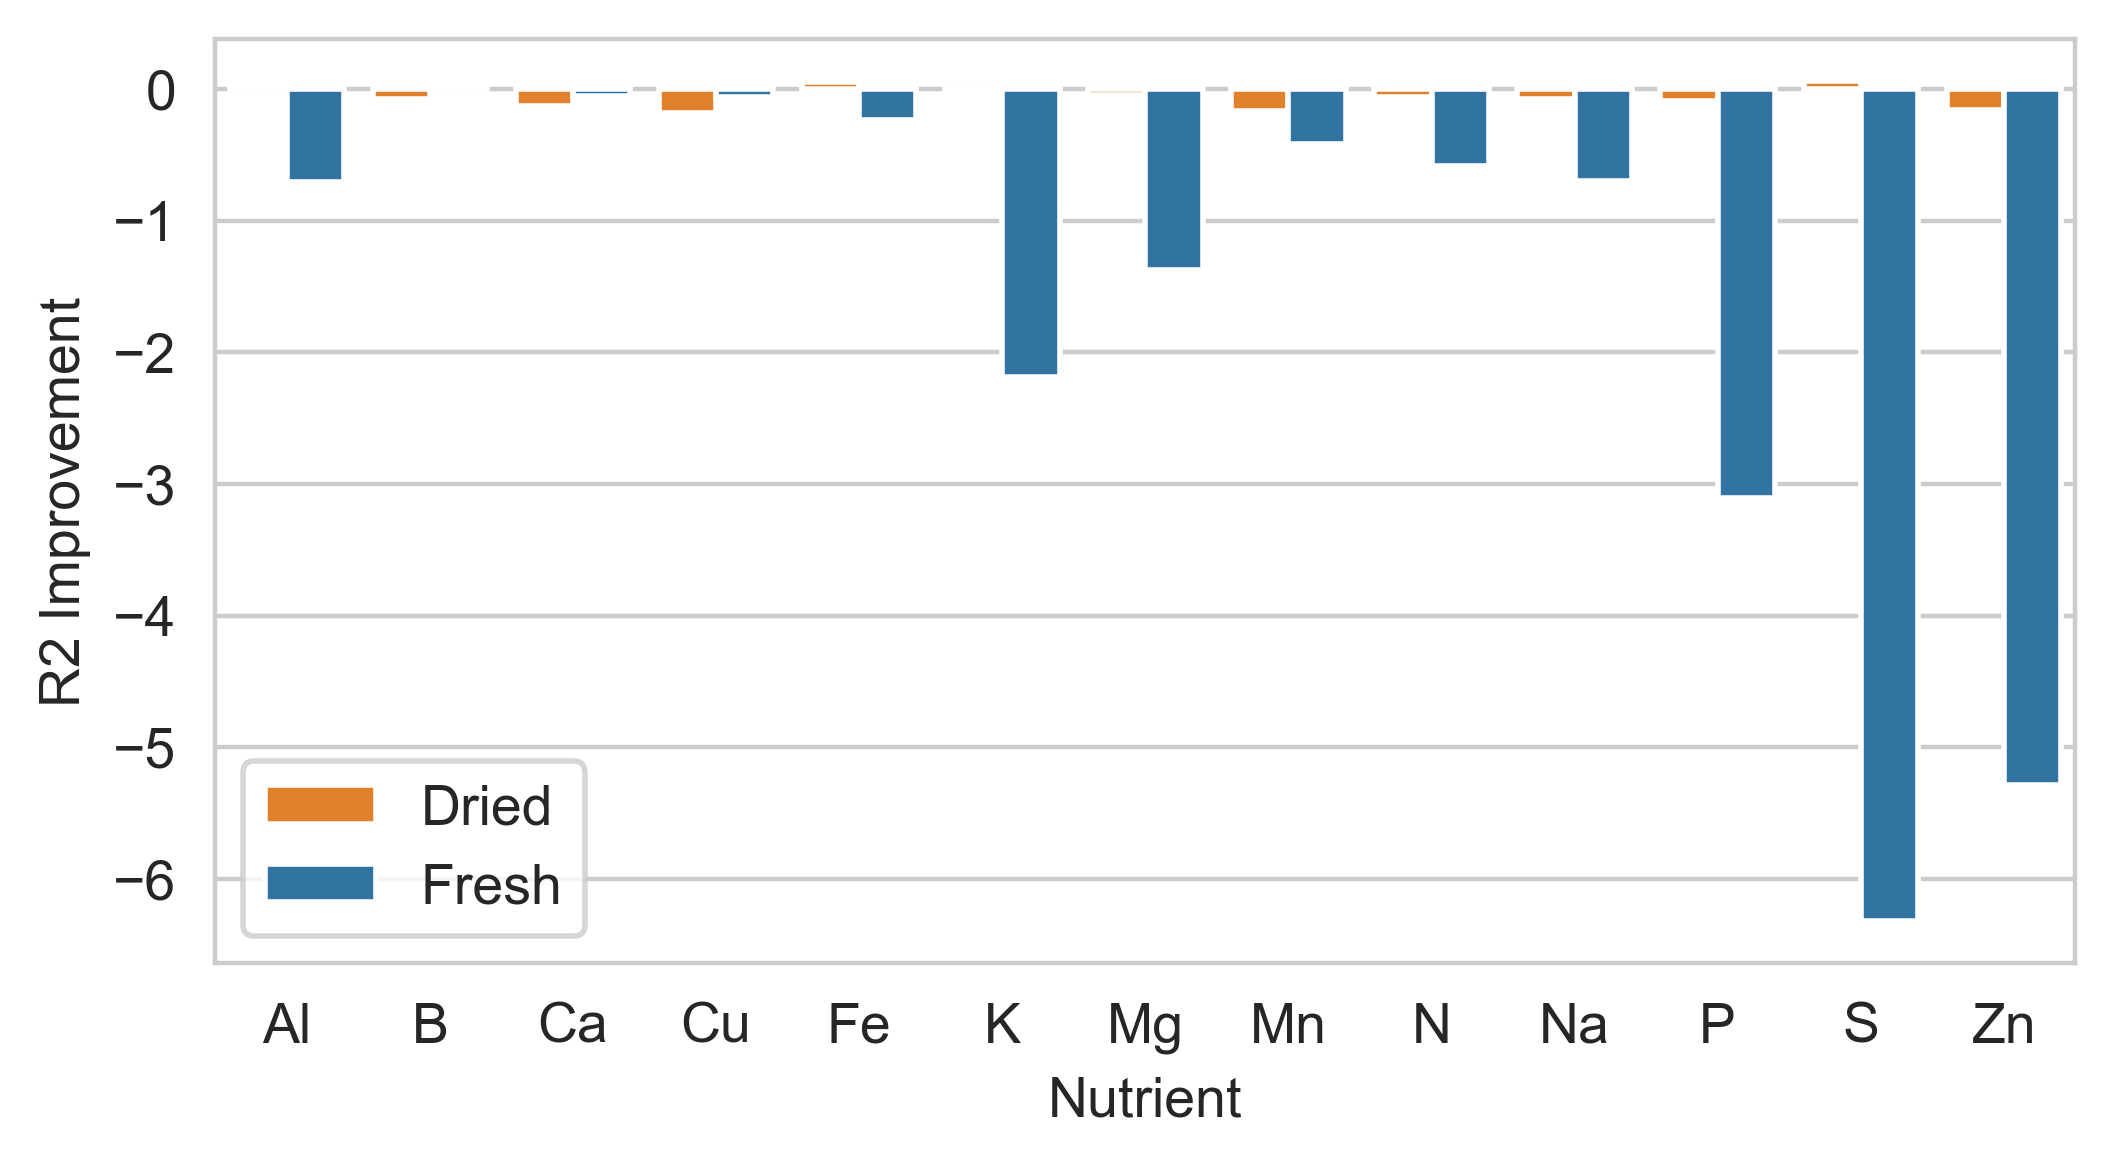 0
−1
−2
−3
−4
−5
−6
R2 Improvement
Dried
Fresh
Al B Ca Cu Fe K Mg Mn N Na P S Zn
Nutrient